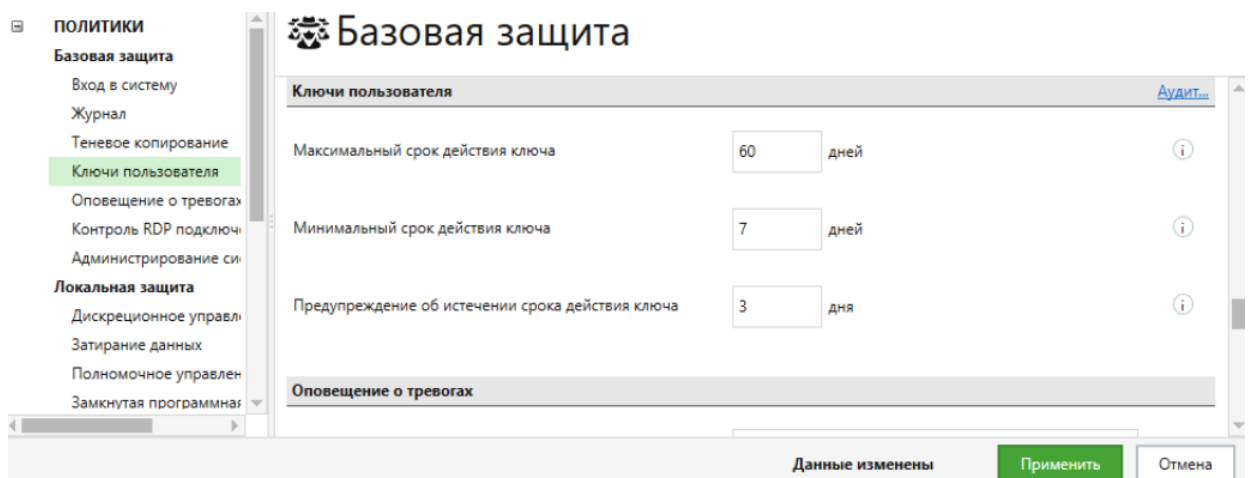 ПОЛИТИКИ
Базовая защита
Вход в систему
Журнал
Теневое копирование
Ключи пользователя
Оповещение о тревогах
Контроль RDP подключ
Администрирование си
Локальная защита
Дискреционное управл
Затирание данных
Полномочное управлен
Замкнутая программная
Базовая защита
Ключи пользователя Аудит...
Максимальный срок действия ключа 60 дней
Минимальный срок действия ключа 7 дней
Предупреждение об истечении срока действия ключа 3 дня
Оповещение о тревогах
Данные изменены Применить Отмена